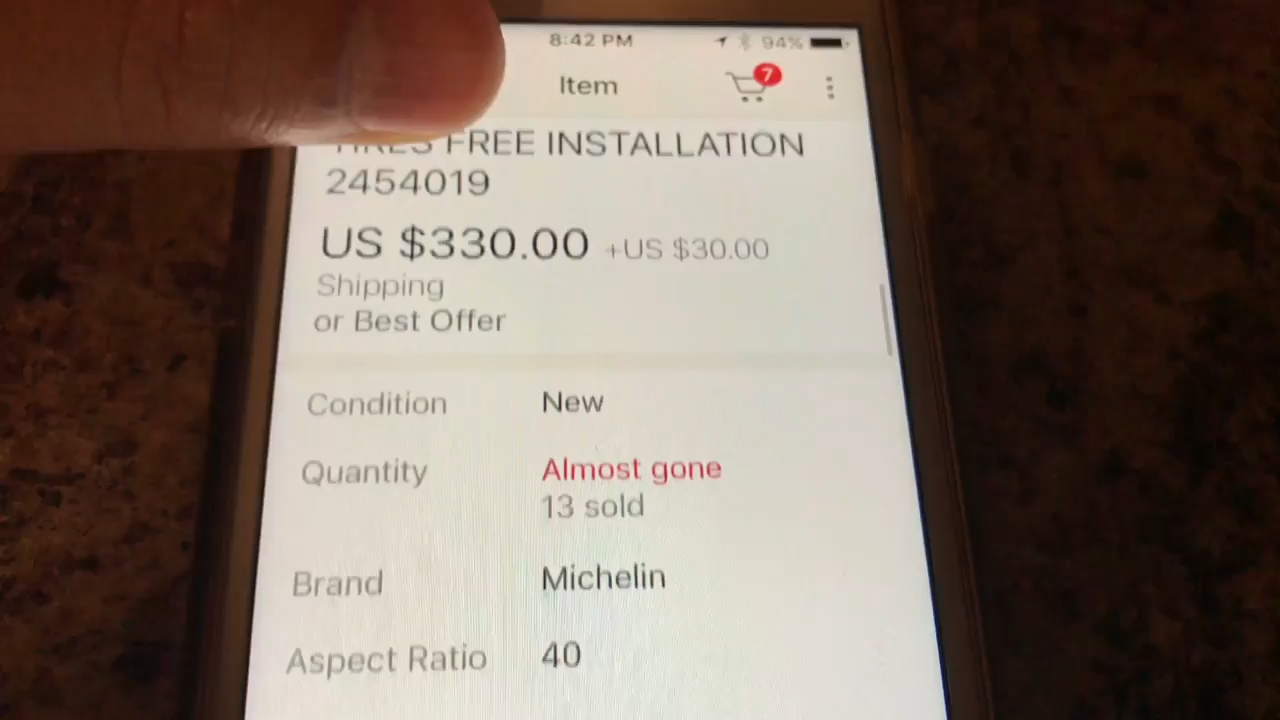 8:42 PM 94%
Item 7
TIRES FREE INSTALLATION
2454019
US $330.00 +US $30.00
Shipping
or Best Offer
Condition New
Quantity Almost gone
13 sold
Brand Michelin
Aspect Ratio 40